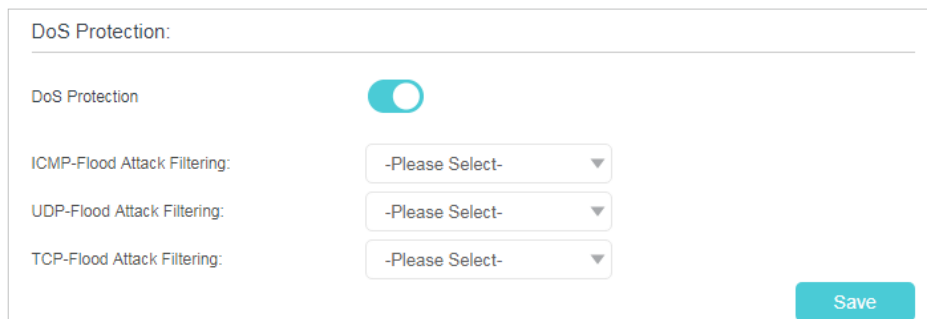 DoS Protection:
DoS Protection
ICMP-Flood Attack Filtering: -Please Select-
UDP-Flood Attack Filtering: -Please Select-
TCP-Flood Attack Filtering: -Please Select-
Save